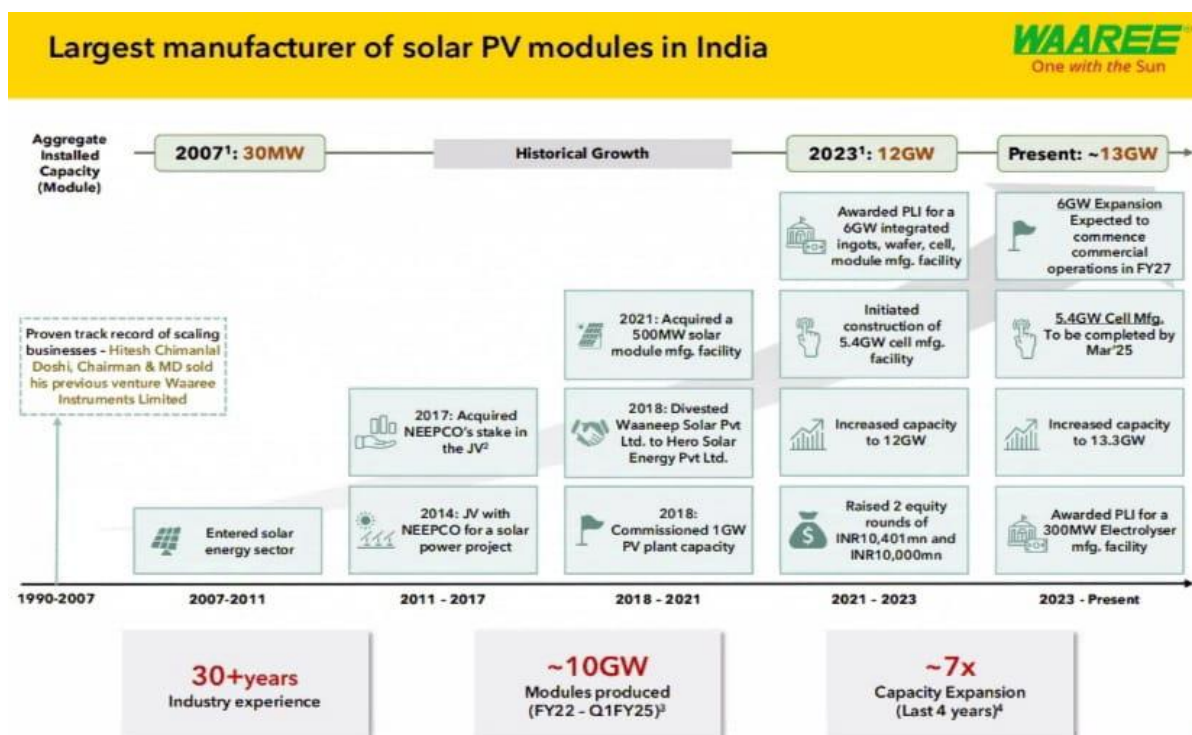 Largest manufacturer of solar PV modules in India
WAAREE®
One with the Sun
Aggregate
Installed
Capacity
(Module)
2007¹: 30MW
Historical Growth
2023¹: 12GW
Present: ~13GW
Proven track record of scaling
businesses – Hitesh Chimanlal
Doshi, Chairman & MD sold
his previous venture Waaree
Instruments Limited
Entered solar
energy sector
2017: Acquired
NEEPCO's stake in
the JV²
2014: JV with
NEEPCO for a solar
power project
2021: Acquired a
500MW solar
module mfg. facility
2018: Divested
Waaneep Solar Pvt
Ltd. to Hero Solar
Energy Pvt Ltd.
2018:
Commissioned 1GW
PV plant capacity
Awarded PLI for a
6GW integrated
ingots, wafer, cell,
module mfg. facility
Initiated
construction of
5.4GW cell mfg.
facility
Increased capacity
to 12GW
Raised 2 equity
rounds of
INR10,401mn and
INR10,000mn
6GW Expansion
Expected to
commence
commercial
operations in FY27
5.4GW Cell Mfg.
To be completed by
Mar'25
Increased capacity
to 13.3GW
Awarded PLI for a
300MW Electrolyser
mfg. facility
1990-2007
2007-2011
2011 - 2017
2018 - 2021
2021 - 2023
2023 - Present
30+years
Industry experience
~10GW
Modules produced
(FY22 - Q1FY25)³
~7x
Capacity Expansion
(Last 4 years)⁴